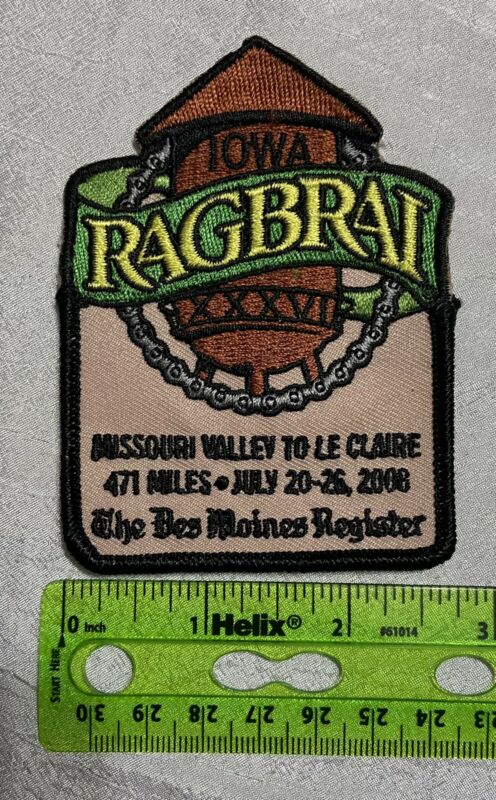 IOWA
RAGBRAI
XXXVI
MISSOURI VALLEY TO LE CLAIRE
471 MILES • JULY 20-26, 2008
The Des Moines Register
START HERE
0 Inch 1 Helix® 2 #61014 3
30 29 28 27 26 25 24 23